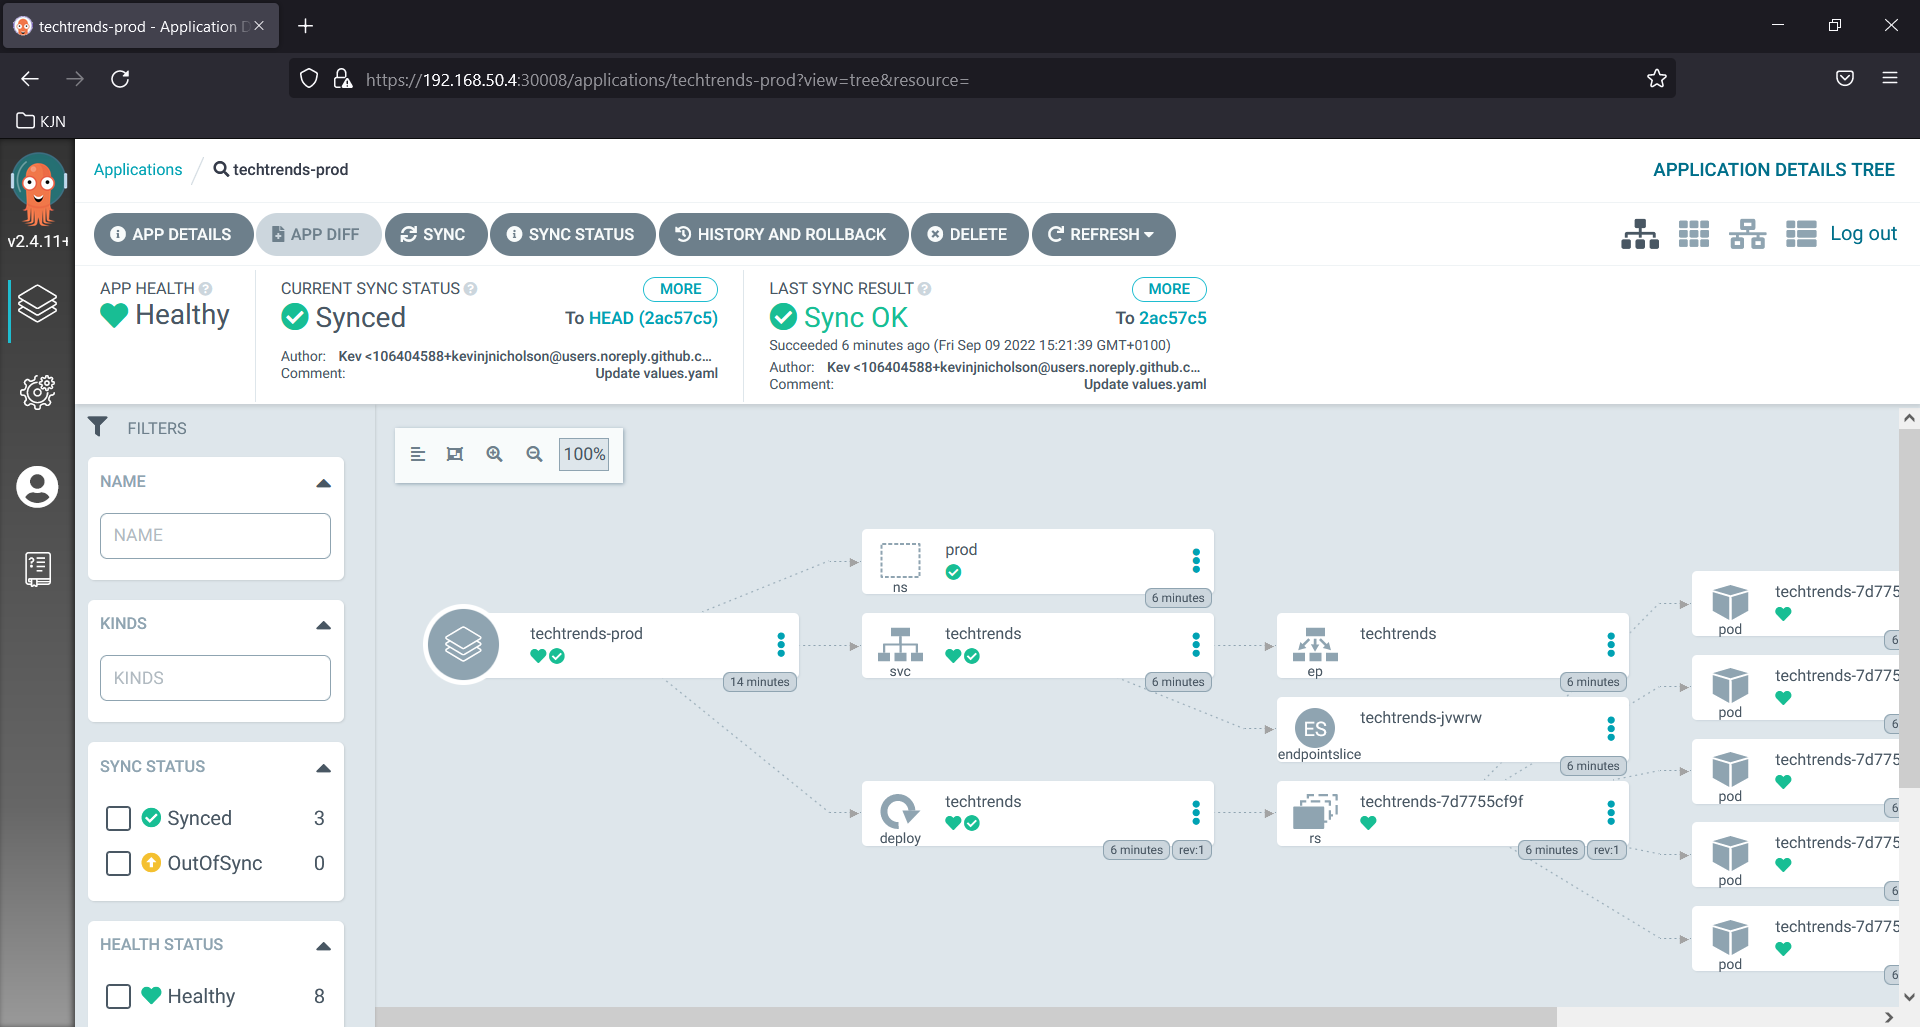 techtrends-prod - Application D
https://192.168.50.4:30008/applications/techtrends-prod?view=tree&resource=
KJN
v2.4.11+
Applications / techtrends-prod
APPLICATION DETAILS TREE
APP DETAILS
APP DIFF
SYNC
SYNC STATUS
HISTORY AND ROLLBACK
DELETE
REFRESH
Log out
APP HEALTH
Healthy
CURRENT SYNC STATUS
MORE
Synced
To HEAD (2ac57c5)
Author: Kev <106404588+kevinjnicholson@users.noreply.github.c...
Comment: Update values.yaml
LAST SYNC RESULT
MORE
Sync OK
To 2ac57c5
Succeeded 6 minutes ago (Fri Sep 09 2022 15:21:39 GMT+0100)
Author: Kev <106404588+kevinjnicholson@users.noreply.github.c...
Comment: Update values.yaml
FILTERS
NAME
NAME
KINDS
KINDS
SYNC STATUS
Synced 3
OutOfSync 0
HEALTH STATUS
Healthy 8
100%
techtrends-prod
14 minutes
prod
ns
6 minutes
techtrends
svc
6 minutes
techtrends
deploy
6 minutes
rev:1
techtrends
ep
6 minutes
techtrends-jvwrw
ES
endpointslice
6 minutes
techtrends-7d7755cf9f
rs
6 minutes
rev:1
techtrends-7d775
pod
6
techtrends-7d775
pod
6
techtrends-7d775
pod
6
techtrends-7d775
pod
6
techtrends-7d775
pod
6